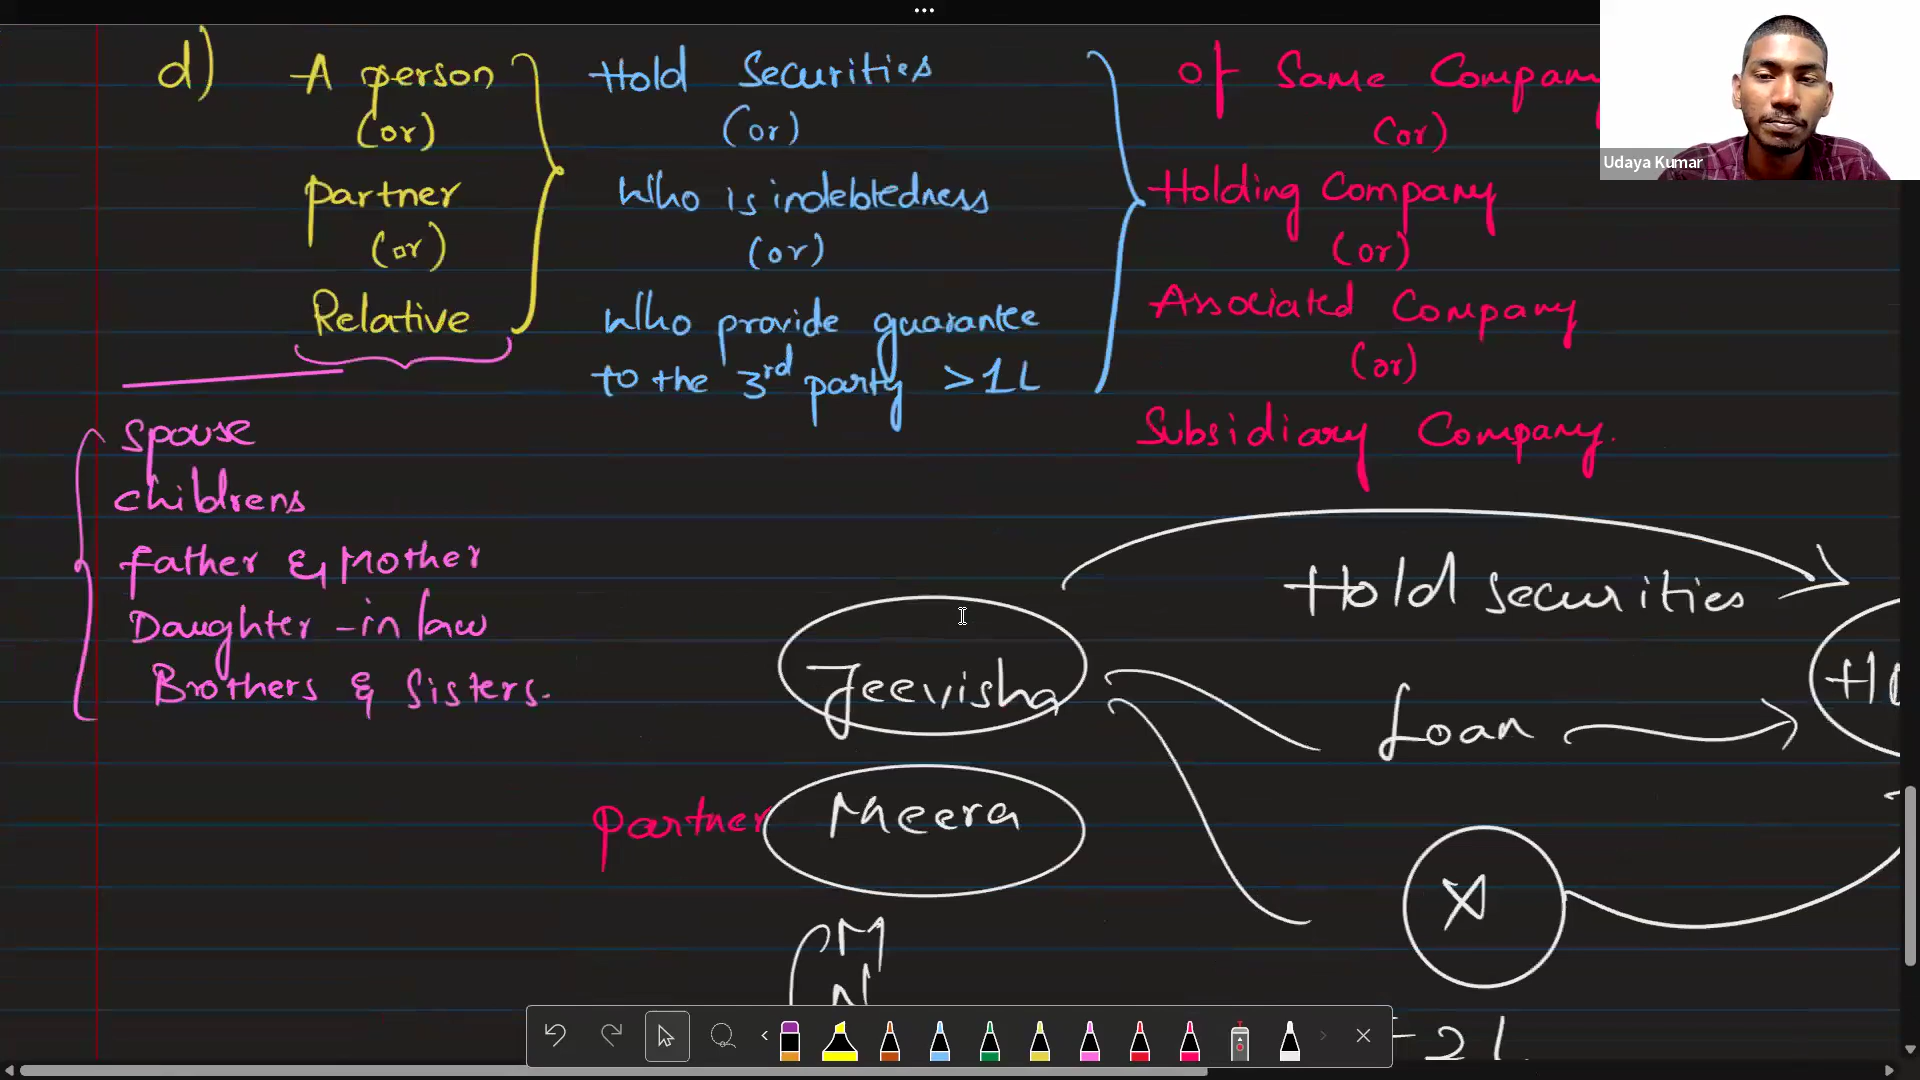 d) A person Hold Securities of Same Compan
(or) (or) (or)
Udaya Kumar
partner Who is indebtedness Holding Company
(or) (or) (or)
Relative Who provide guarantee Associated Company
to the 3rd party >1L (or)
Spouse Subsidiary Company.
Childrens
Father & Mother Hold securities
Daughter -in law
Brothers & Sisters. Jeevisha
Loan
partner Meera
X
M
N
2L